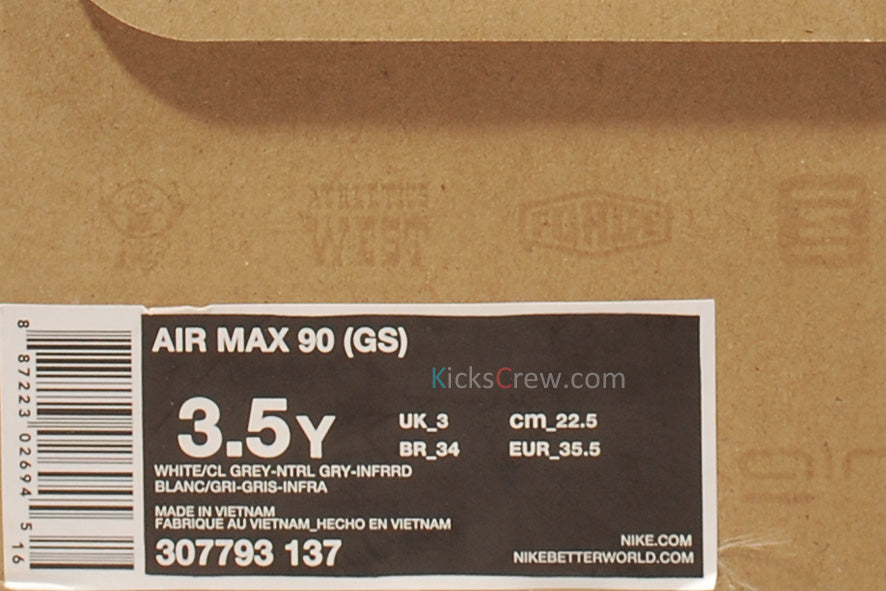 FORCE
AIR MAX 90 (GS)
KicksCrew.com
3.5Y
UK_3 cm_22.5
BR_34 EUR_35.5
WHITE/CL GREY-NTRL GRY-INFRRD
BLANC/GRI-GRIS-INFRA
MADE IN VIETNAM
FABRIQUE AU VIETNAM_HECHO EN VIETNAM
307793 137
NIKE.COM
NIKEBETTERWORLD.COM
8 87223 02694 5 16